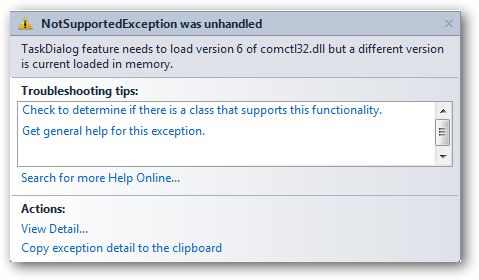 NotSupportedException was unhandled
TaskDialog feature needs to load version 6 of comctl32.dll but a different version
is current loaded in memory.
Troubleshooting tips:
Check to determine if there is a class that supports this functionality.
Get general help for this exception.
Search for more Help Online...
Actions:
View Detail...
Copy exception detail to the clipboard